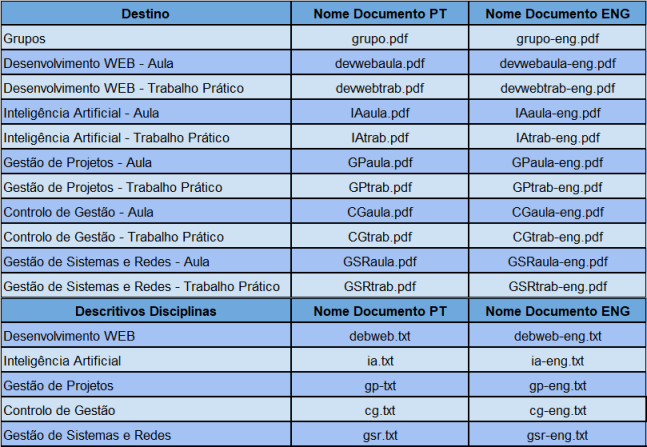 Destino Nome Documento PT Nome Documento ENG
Grupos grupo.pdf grupo-eng.pdf
Desenvolvimento WEB - Aula devwebaula.pdf devwebaula-eng.pdf
Desenvolvimento WEB - Trabalho Prático devwebtrab.pdf devwebtrab-eng.pdf
Inteligência Artificial - Aula IAaula.pdf IAaula-eng.pdf
Inteligência Artificial - Trabalho Prático IAtrab.pdf IAtrab-eng.pdf
Gestão de Projetos - Aula GPaula.pdf GPaula-eng.pdf
Gestão de Projetos - Trabalho Prático GPtrab.pdf GPtrab-eng.pdf
Controlo de Gestão - Aula CGaula.pdf CGaula-eng.pdf
Controlo de Gestão - Trabalho Prático CGtrab.pdf CGtrab-eng.pdf
Gestão de Sistemas e Redes - Aula GSRaula.pdf GSRaula-eng.pdf
Gestão de Sistemas e Redes - Trabalho Prático GSRtrab.pdf GSRtrab-eng.pdf
Descritivos Disciplinas Nome Documento PT Nome Documento ENG
Desenvolvimento WEB debweb.txt debweb-eng.txt
Inteligência Artificial ia.txt ia-eng.txt
Gestão de Projetos gp-txt gp-eng.txt
Controlo de Gestão cg.txt cg-eng.txt
Gestão de Sistemas e Redes gsr.txt gsr-eng.txt